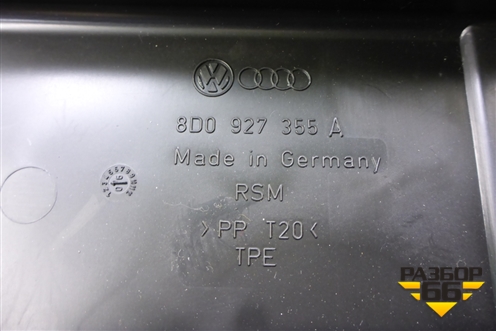 8D0 927 355 A
Made in Germany
RSM
>PP T20<
TPE
РАЗБОР
66